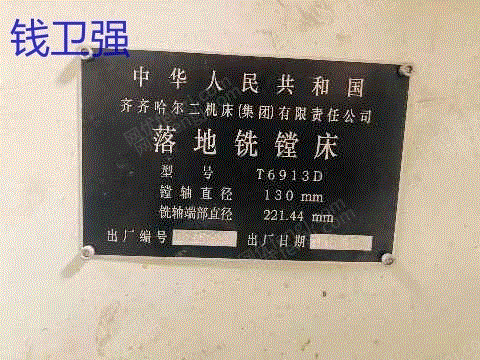 钱卫强
中华人民共和国
齐齐哈尔二机床(集团)有限责任公司
落地铣镗床
型号 T6913D
镗轴直径 130 mm
铣轴端部直径 221.44 mm
出厂编号 出厂日期